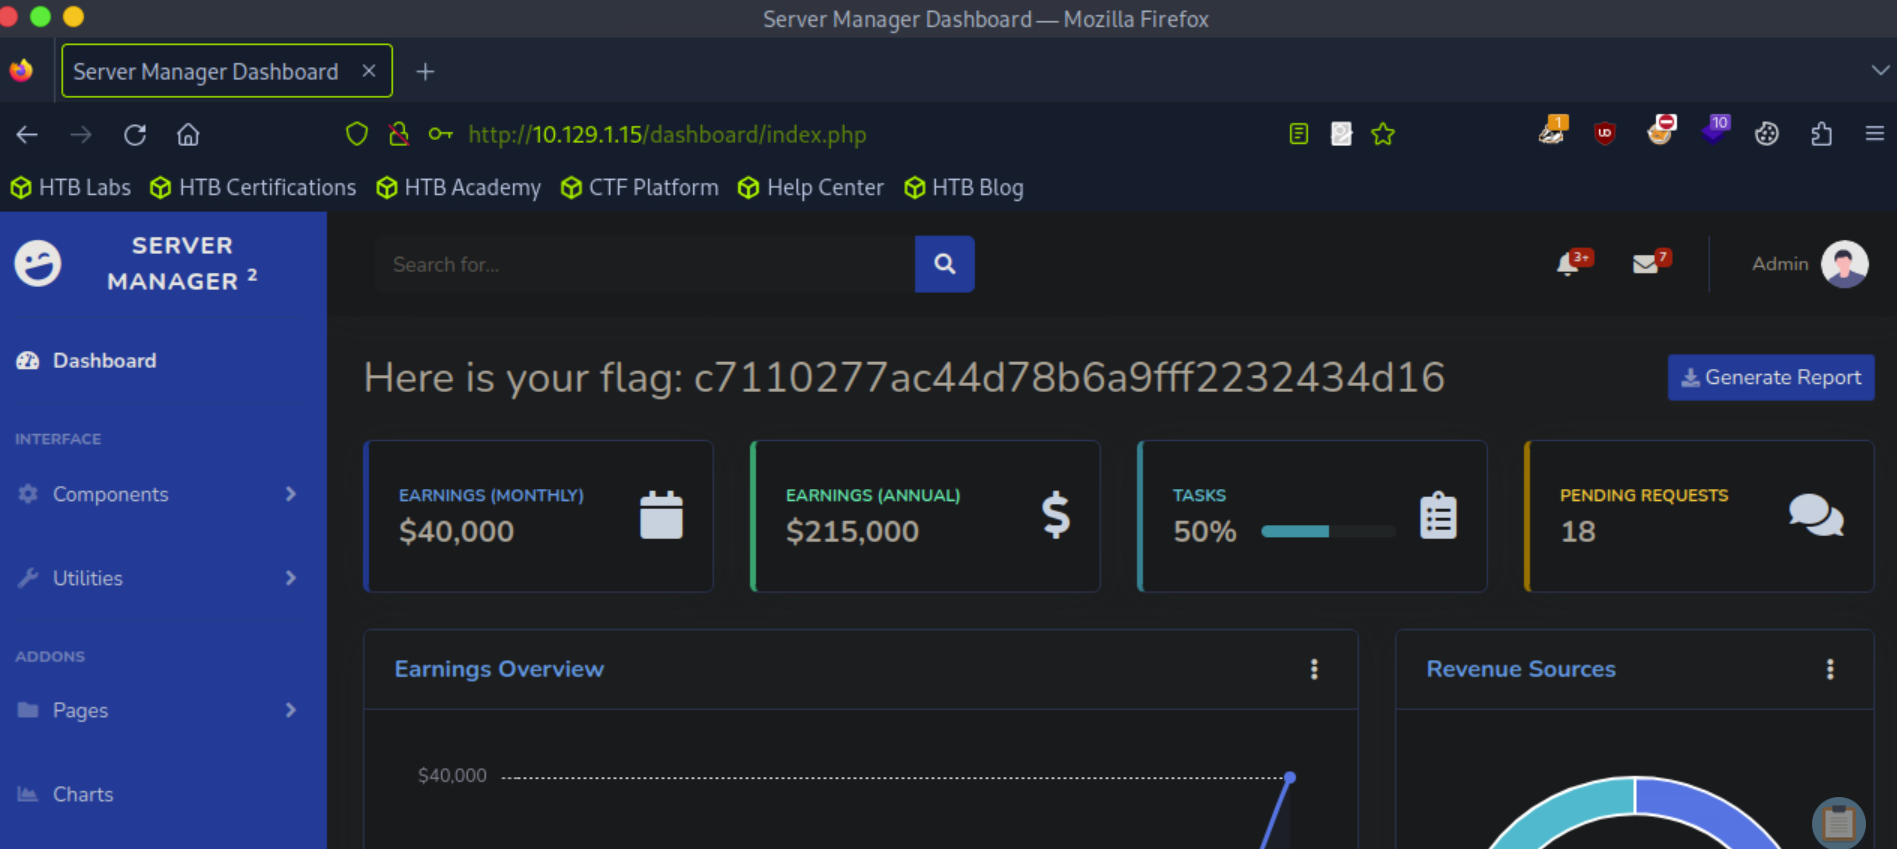 Server Manager Dashboard — Mozilla Firefox
Server Manager Dashboard
http://10.129.1.15/dashboard/index.php
1
10
HTB Labs HTB Certifications HTB Academy CTF Platform Help Center HTB Blog
SERVER
MANAGER 2
Search for...
3+
7
Admin
Dashboard
INTERFACE
Components
Utilities
ADDONS
Pages
Charts
Here is your flag: c7110277ac44d78b6a9fff2232434d16
Generate Report
EARNINGS (MONTHLY)
$40,000
EARNINGS (ANNUAL)
$215,000
TASKS
50%
PENDING REQUESTS
18
Earnings Overview
$40,000
Revenue Sources